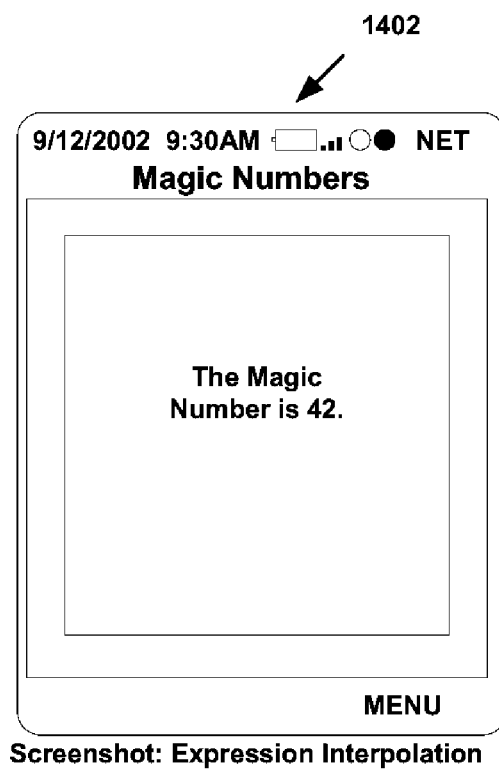 1402
9/12/2002 9:30AM NET
Magic Numbers
The Magic
Number is 42.
MENU
Screenshot: Expression Interpolation